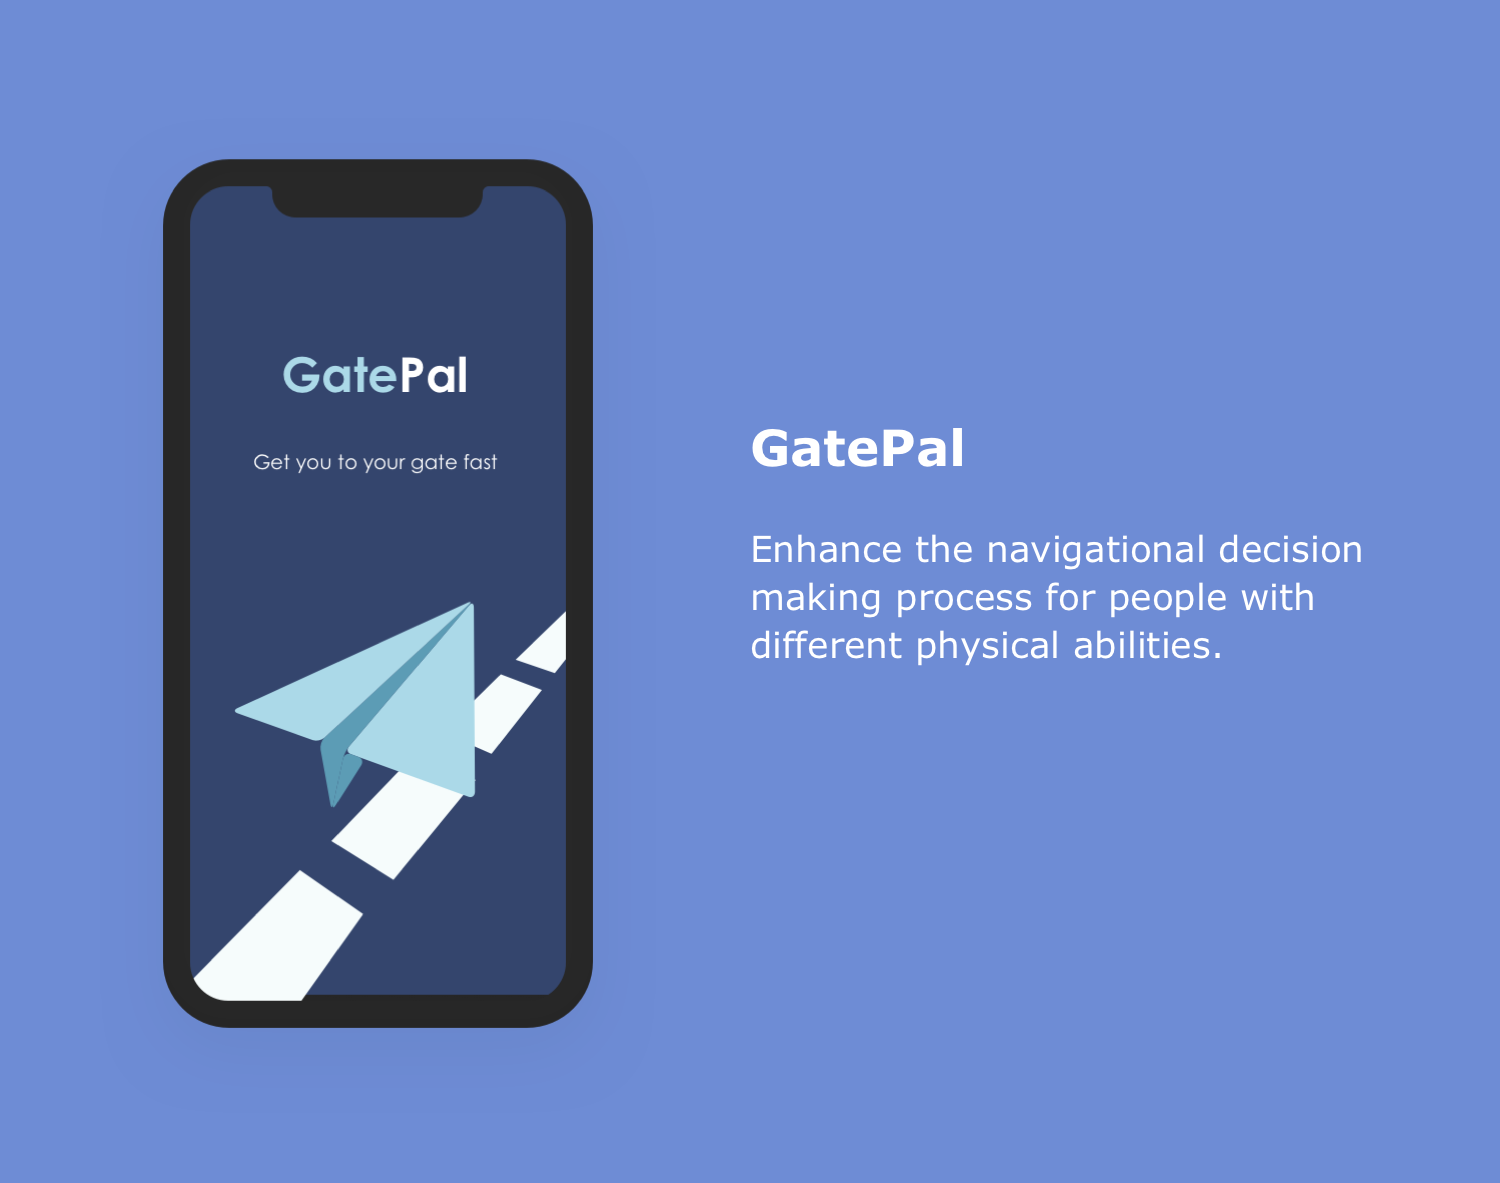 GatePal
Get you to your gate fast
GatePal
Enhance the navigational decision
making process for people with
different physical abilities.